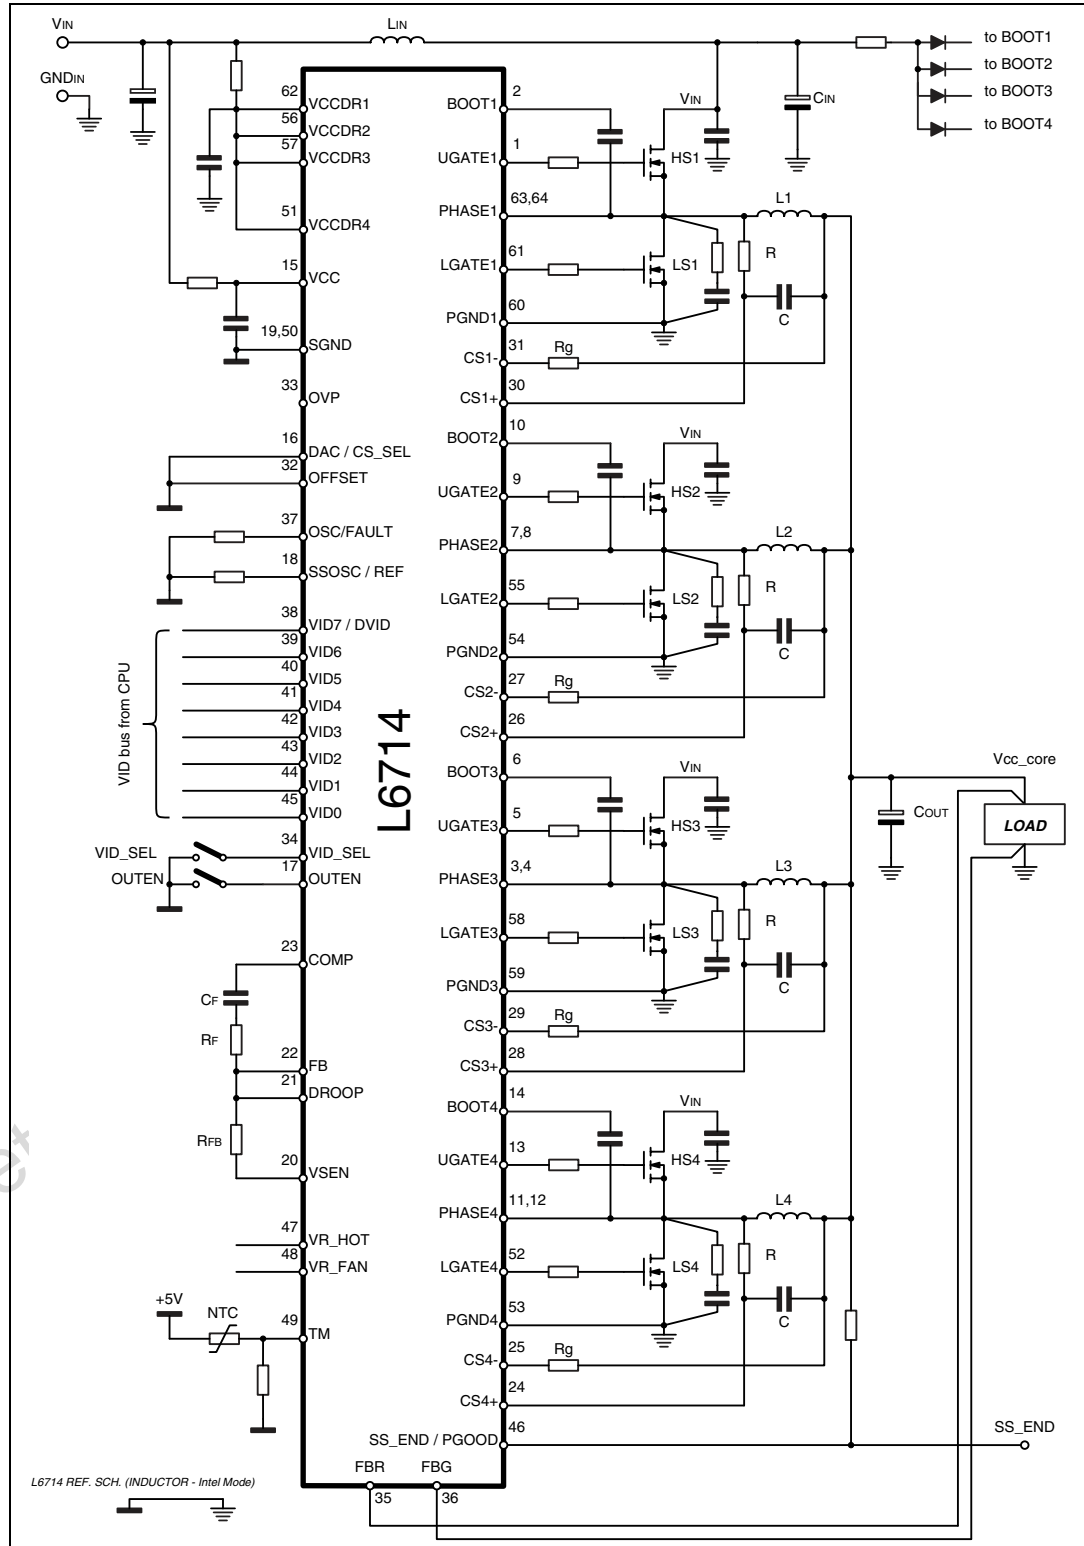 VIN
LIN
to BOOT1
to BOOT2
to BOOT3
to BOOT4
GNDIN
CIN
62 VCCDR1
56 VCCDR2
57 VCCDR3
51 VCCDR4
15 VCC
19,50 SGND
33 OVP
16 DAC / CS_SEL
32 OFFSET
37 OSC/FAULT
18 SSOSC / REF
38 VID7 / DVID
39 VID6
40 VID5
41 VID4
42 VID3
43 VID2
44 VID1
45 VID0
VID bus from CPU
VID_SEL 34 VID_SEL
OUTEN 17 OUTEN
23 COMP
CF
RF
22 FB
21 DROOP
RFB
20 VSEN
47 VR_HOT
48 VR_FAN
+5V
NTC
49 TM
L6714
BOOT1 2
VIN
UGATE1 1
HS1
PHASE1 63,64
L1
LGATE1 61
LS1
R
C
PGND1 60
CS1- 31 Rg
CS1+ 30
BOOT2 10
VIN
UGATE2 9
HS2
PHASE2 7,8
L2
LGATE2 55
LS2
R
C
PGND2 54
CS2- 27 Rg
CS2+ 26
BOOT3 6
VIN
UGATE3 5
HS3
PHASE3 3,4
L3
LGATE3 58
LS3
R
C
PGND3 59
CS3- 29 Rg
CS3+ 28
BOOT4 14
VIN
UGATE4 13
HS4
PHASE4 11,12
L4
LGATE4 52
LS4
R
C
PGND4 53
CS4- 25 Rg
CS4+ 24
SS_END / PGOOD 46
SS_END
Vcc_core
COUT
LOAD
FBR
FBG
35
36
L6714 REF. SCH. (INDUCTOR - Intel Mode)